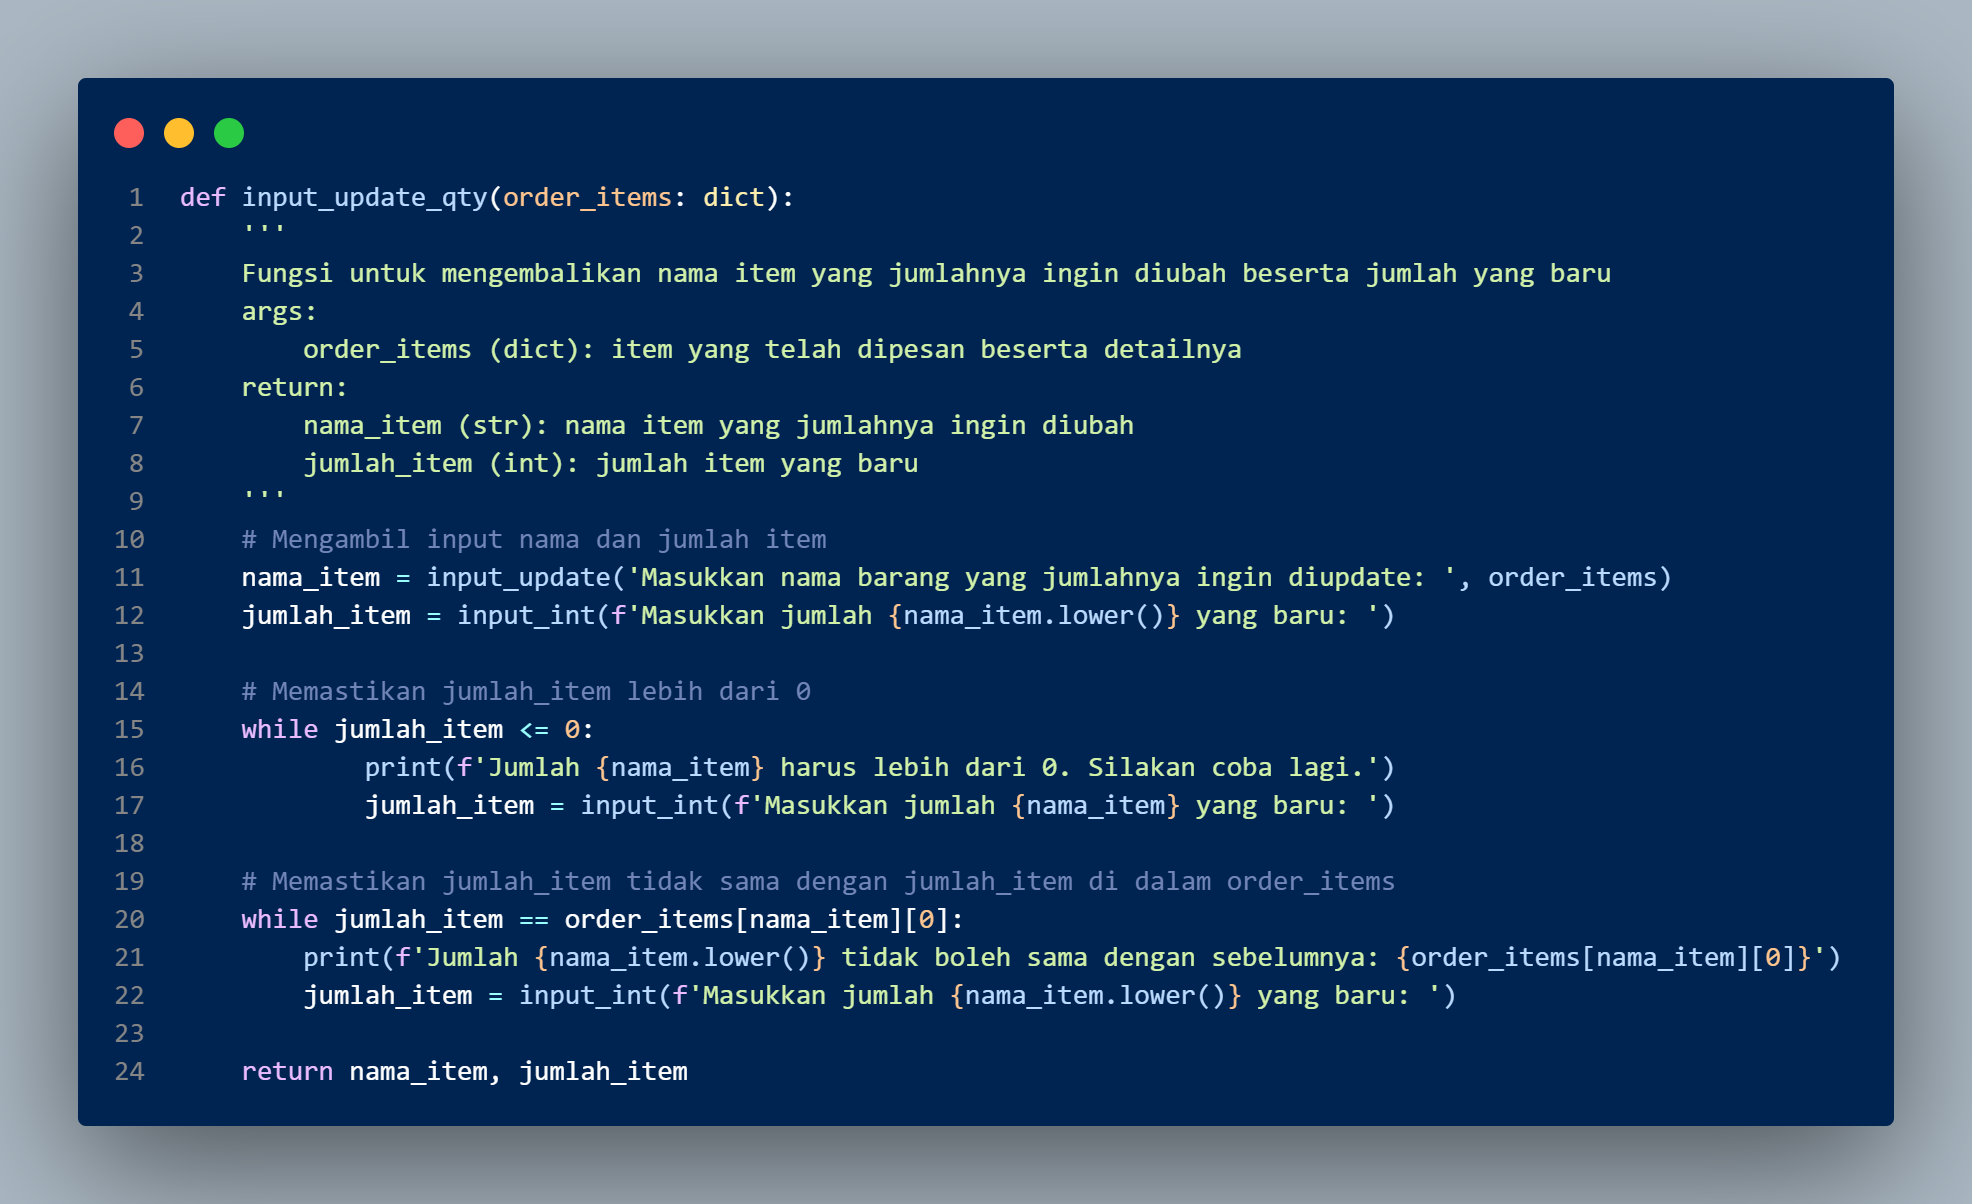 1 def input_update_qty(order_items: dict):
2     '''
3     Fungsi untuk mengembalikan nama item yang jumlahnya ingin diubah beserta jumlah yang baru
4     args:
5         order_items (dict): item yang telah dipesan beserta detailnya
6     return:
7         nama_item (str): nama item yang jumlahnya ingin diubah
8         jumlah_item (int): jumlah item yang baru
9     '''
10     # Mengambil input nama dan jumlah item
11     nama_item = input_update('Masukkan nama barang yang jumlahnya ingin diupdate: ', order_items)
12     jumlah_item = input_int(f'Masukkan jumlah {nama_item.lower()} yang baru: ')
13
14     # Memastikan jumlah_item lebih dari 0
15     while jumlah_item <= 0:
16             print(f'Jumlah {nama_item} harus lebih dari 0. Silakan coba lagi.')
17             jumlah_item = input_int(f'Masukkan jumlah {nama_item} yang baru: ')
18
19     # Memastikan jumlah_item tidak sama dengan jumlah_item di dalam order_items
20     while jumlah_item == order_items[nama_item][0]:
21         print(f'Jumlah {nama_item.lower()} tidak boleh sama dengan sebelumnya: {order_items[nama_item][0]}')
22         jumlah_item = input_int(f'Masukkan jumlah {nama_item.lower()} yang baru: ')
23
24     return nama_item, jumlah_item